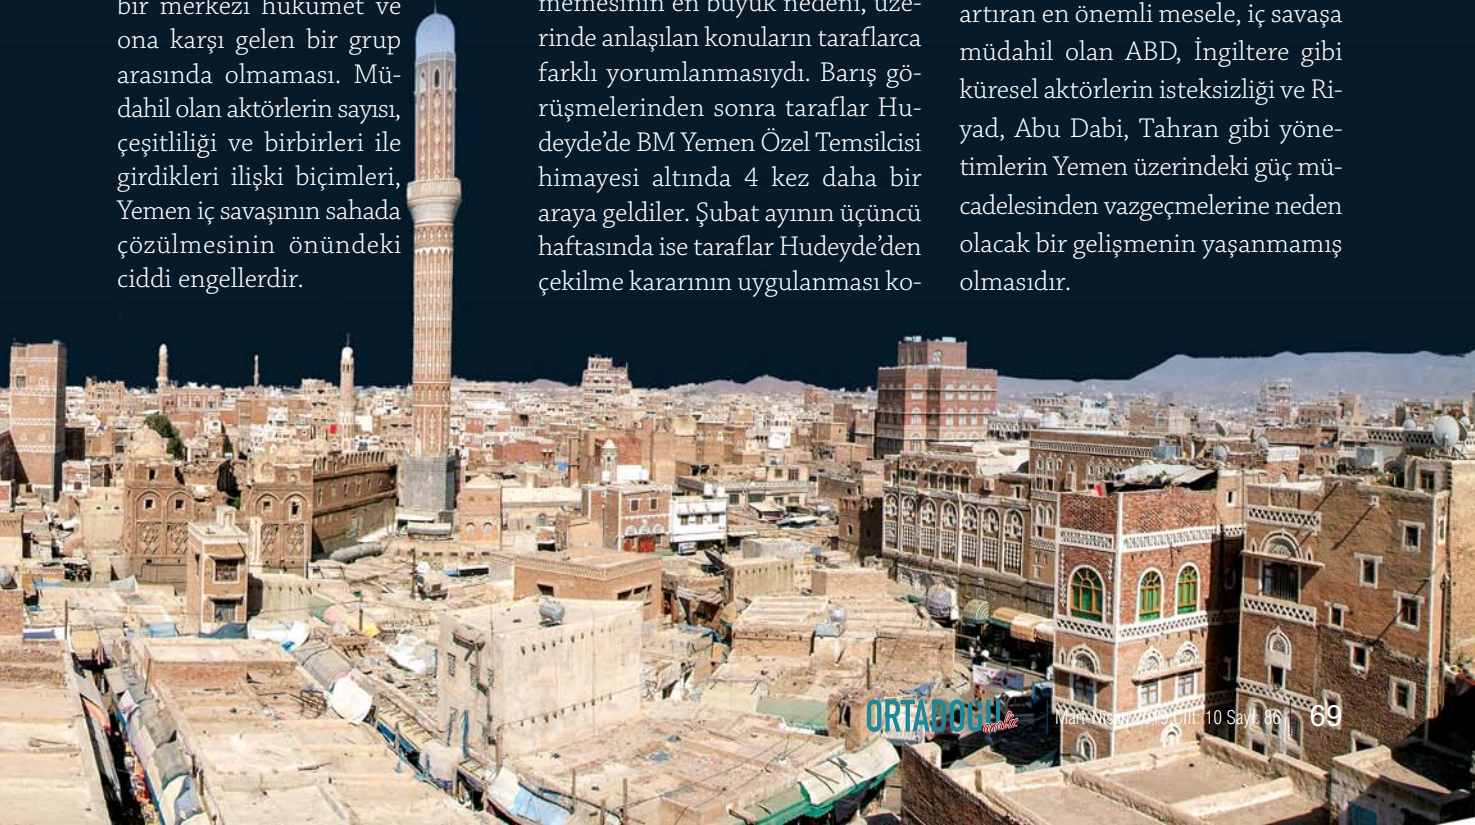 bir merkezi hükümet ve
ona karşı gelen bir grup
arasında olmaması. Mü-
dahil olan aktörlerin sayısı,
çeşitliliği ve birbirleri ile
girdikleri ilişki biçimleri,
Yemen iç savaşının sahada
çözülmesinin önündeki
ciddi engellerdir.
memesinin en büyük nedeni, üze-
rinde anlaşılan konuların taraflarca
farklı yorumlanmasıydı. Barış gö-
rüşmelerinden sonra taraflar Hu-
deyde’de BM Yemen Özel Temsilcisi
himayesi altında 4 kez daha bir
araya geldiler. Şubat ayının üçüncü
haftasında ise taraflar Hudeyde’den
çekilme kararının uygulanması ko-
artıran en önemli mesele, iç savaşa
müdahil olan ABD, İngiltere gibi
küresel aktörlerin isteksizliği ve Ri-
yad, Abu Dabi, Tahran gibi yöne-
timlerin Yemen üzerindeki güç mü-
cadelesinden vazgeçmelerine neden
olacak bir gelişmenin yaşanmamış
olmasıdır.
ORTADOĞU analiz
Mart-Nisan 2019 Cilt: 10 Sayı: 86
69